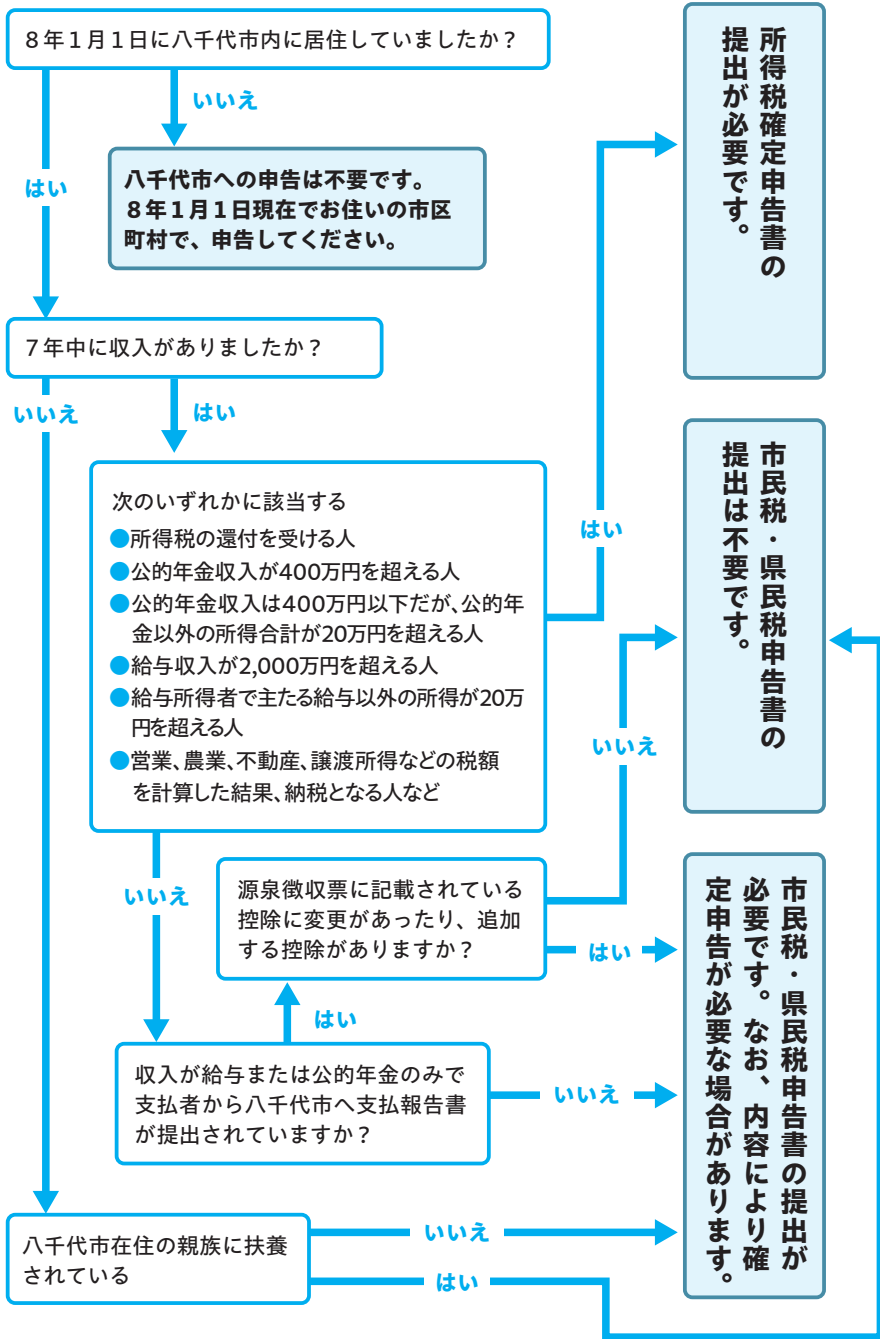 8年1月1日に八千代市内に居住していましたか？
いいえ
はい
八千代市への申告は不要です。
8年1月1日現在でお住いの市区
町村で、申告してください。
7年中に収入がありましたか？
いいえ
はい
次のいずれかに該当する
●所得税の還付を受ける人
●公的年金収入が400万円を超える人
●公的年金収入は400万円以下だが、公的年
金以外の所得合計が20万円を超える人
●給与収入が2,000万円を超える人
●給与所得者で主たる給与以外の所得が20万
円を超える人
●営業、農業、不動産、譲渡所得などの税額
を計算した結果、納税となる人など
はい
いいえ
源泉徴収票に記載されている
控除に変更があったり、追加
する控除がありますか？
いいえ
はい
はい
収入が給与または公的年金のみで
支払者から八千代市へ支払報告書
が提出されていますか？
いいえ
八千代市在住の親族に扶養
されている
いいえ
はい
所得税確定申告書の
提出が必要です。
市民税・県民税申告書の
提出は不要です。
市民税・県民税申告書の提出が
必要です。なお、内容により確
定申告が必要な場合があります。